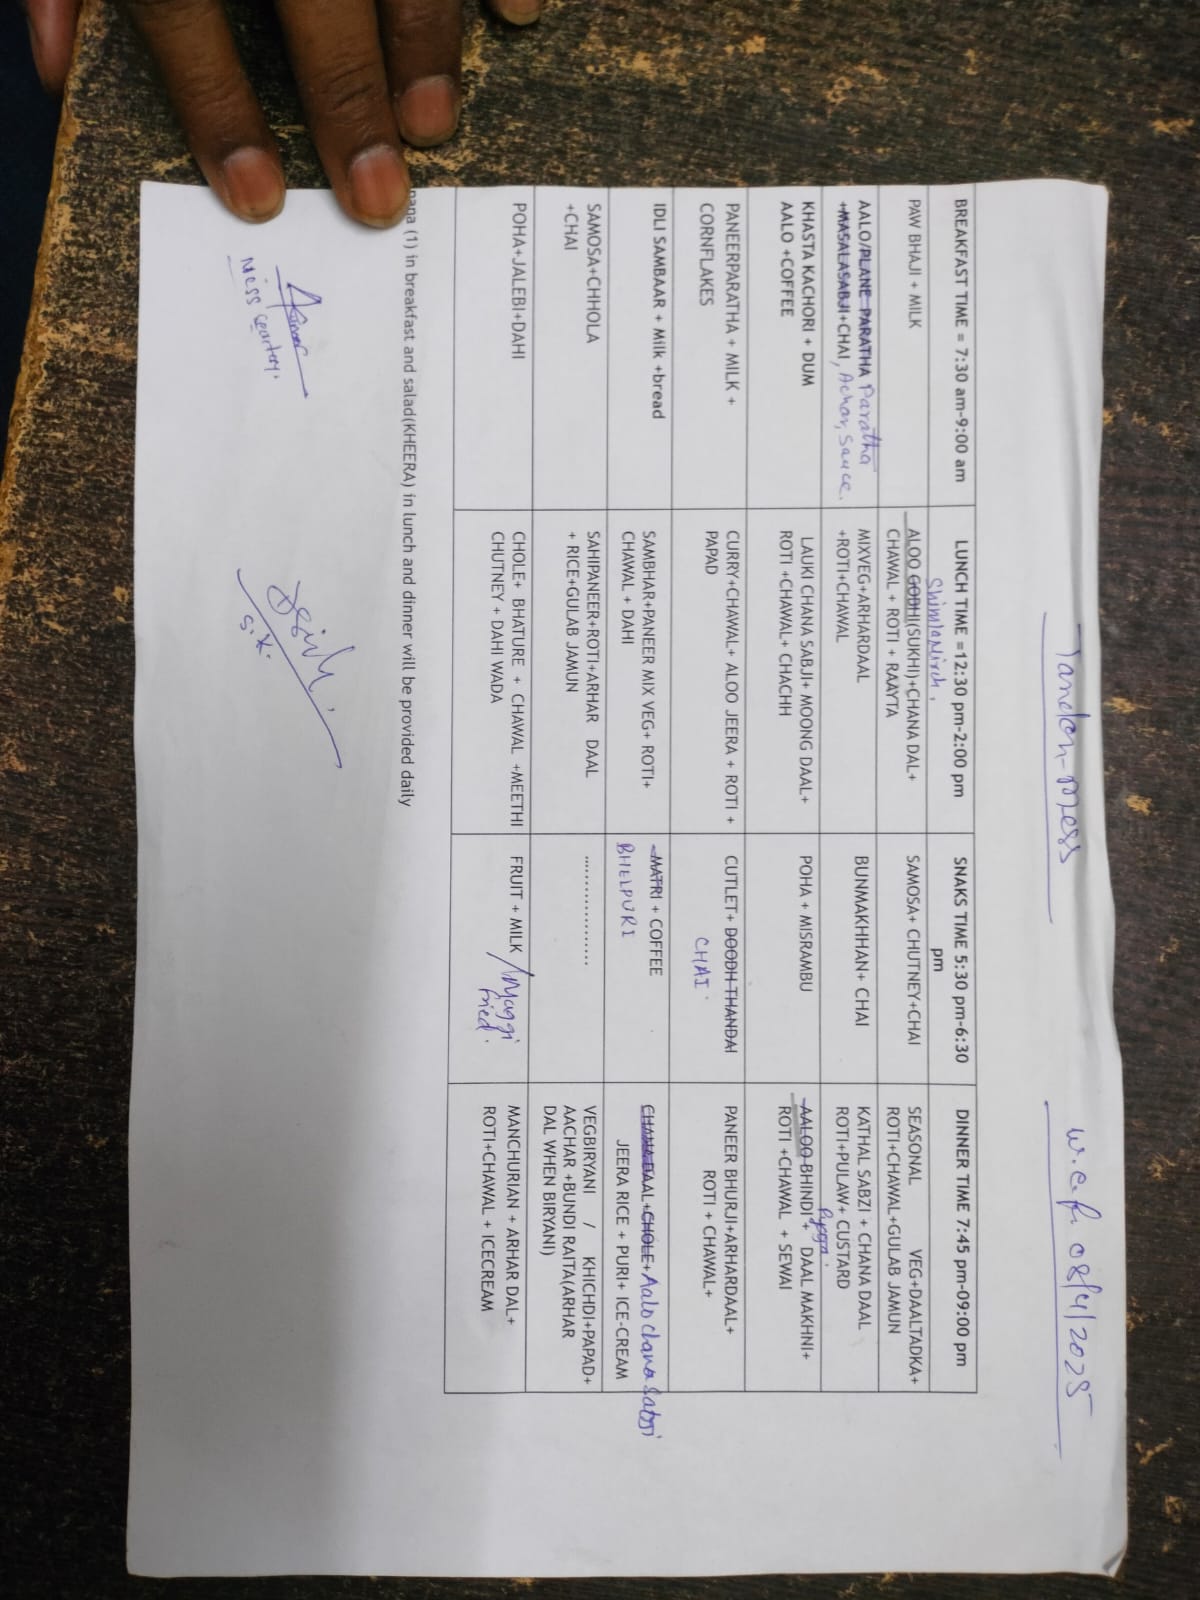 Tandon-Mess
w.e.f. 08/4/2025
BREAKFAST TIME = 7:30 am-9:00 am
LUNCH TIME =12:30 pm-2:00 pm
SNAKS TIME 5:30 pm-6:30
pm
DINNER TIME 7:45 pm-09:00 pm
PAW BHAJI + MILK
Shimla Mirch.
ALOO GOBHI(SUKHI)+CHANA DAL+
CHAWAL + ROTI + RAAYTA
SAMOSA+ CHUTNEY+CHAI
SEASONAL VEG+DAALTADKA+
ROTI+CHAWAL+GULAB JAMUN
AALO/PLANE PARATHA Paratha
+MASALASABJI+CHAI, Achar, Sauce.
MIXVEG+ARHARDAAL
+ROTI+CHAWAL
BUNMAKHHAN+ CHAI
KATHAL SABZI + CHANA DAAL
ROTI+PULAW+ CUSTARD
KHASTA KACHORI + DUM
AALO +COFFEE
LAUKI CHANA SABJI+ MOONG DAAL+
ROTI +CHAWAL+ CHACHH
POHA + MISRAMBU
Pyaga.
AALOO BHINDI + DAAL MAKHNI+
ROTI +CHAWAL + SEWAI
PANEERPARATHA + MILK +
CORNFLAKES
CURRY+CHAWAL+ ALOO JEERA + ROTI +
PAPAD
CUTLET+ DOODH THANDAI
CHAI
PANEER BHURJI+ARHARDAAL+
ROTI + CHAWAL+
IDLI SAMBAAR + Milk +bread
SAMBHAR+PANEER MIX VEG+ ROTI+
CHAWAL + DAHI
MATRI + COFFEE
BHELPURI
CHANA DAAL+CHOLE+Aalo chana Sabji
JEERA RICE + PURI+ ICE-CREAM
SAMOSA+CHHOLA
+CHAI
SAHIPANEER+ROTI+ARHAR DAAL
+ RICE+GULAB JAMUN
.................
VEGBIRYANI / KHICHDI+PAPAD+
AACHAR +BUNDI RAITA(ARHAR
DAL WHEN BIRYANI)
POHA+JALEBI+DAHI
CHOLE+ BHATURE + CHAWAL +MEETHI
CHUTNEY + DAHI WADA
FRUIT + MILK / Maggi
fried.
MANCHURIAN + ARHAR DAL+
ROTI+CHAWAL + ICECREAM
nana (1) in breakfast and salad(KHEERA) in lunch and dinner will be provided daily
Mess Secretery.
S.K.